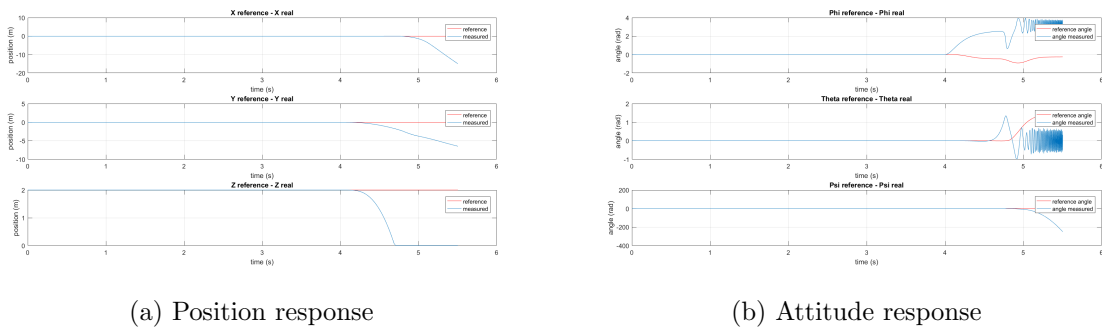 X reference - X real
position (m)
10
0
-10
-20
reference
measured
0 1 2 3 4 5 6
time (s)
Y reference - Y real
position (m)
5
0
-5
-10
reference
measured
0 1 2 3 4 5 6
time (s)
Z reference - Z real
position (m)
2
1
0
reference
measured
0 1 2 3 4 5 6
time (s)
(a) Position response
Phi reference - Phi real
angle (rad)
4
2
0
-2
reference angle
angle measured
0 1 2 3 4 5 6
time (s)
Theta reference - Theta real
angle (rad)
2
1
0
-1
reference angle
angle measured
0 1 2 3 4 5 6
time (s)
Psi reference - Psi real
angle (rad)
200
0
-200
-400
reference angle
angle measured
0 1 2 3 4 5 6
time (s)
(b) Attitude response